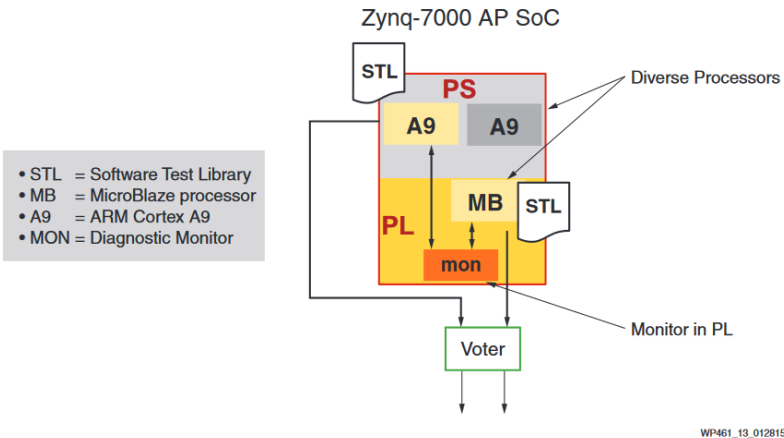 Zynq-7000 AP SoC
STL
PS
Diverse Processors
A9
A9
• STL = Software Test Library
• MB = MicroBlaze processor
• A9 = ARM Cortex A9
• MON = Diagnostic Monitor
MB
STL
PL
mon
Monitor in PL
Voter
WP461_13_012815